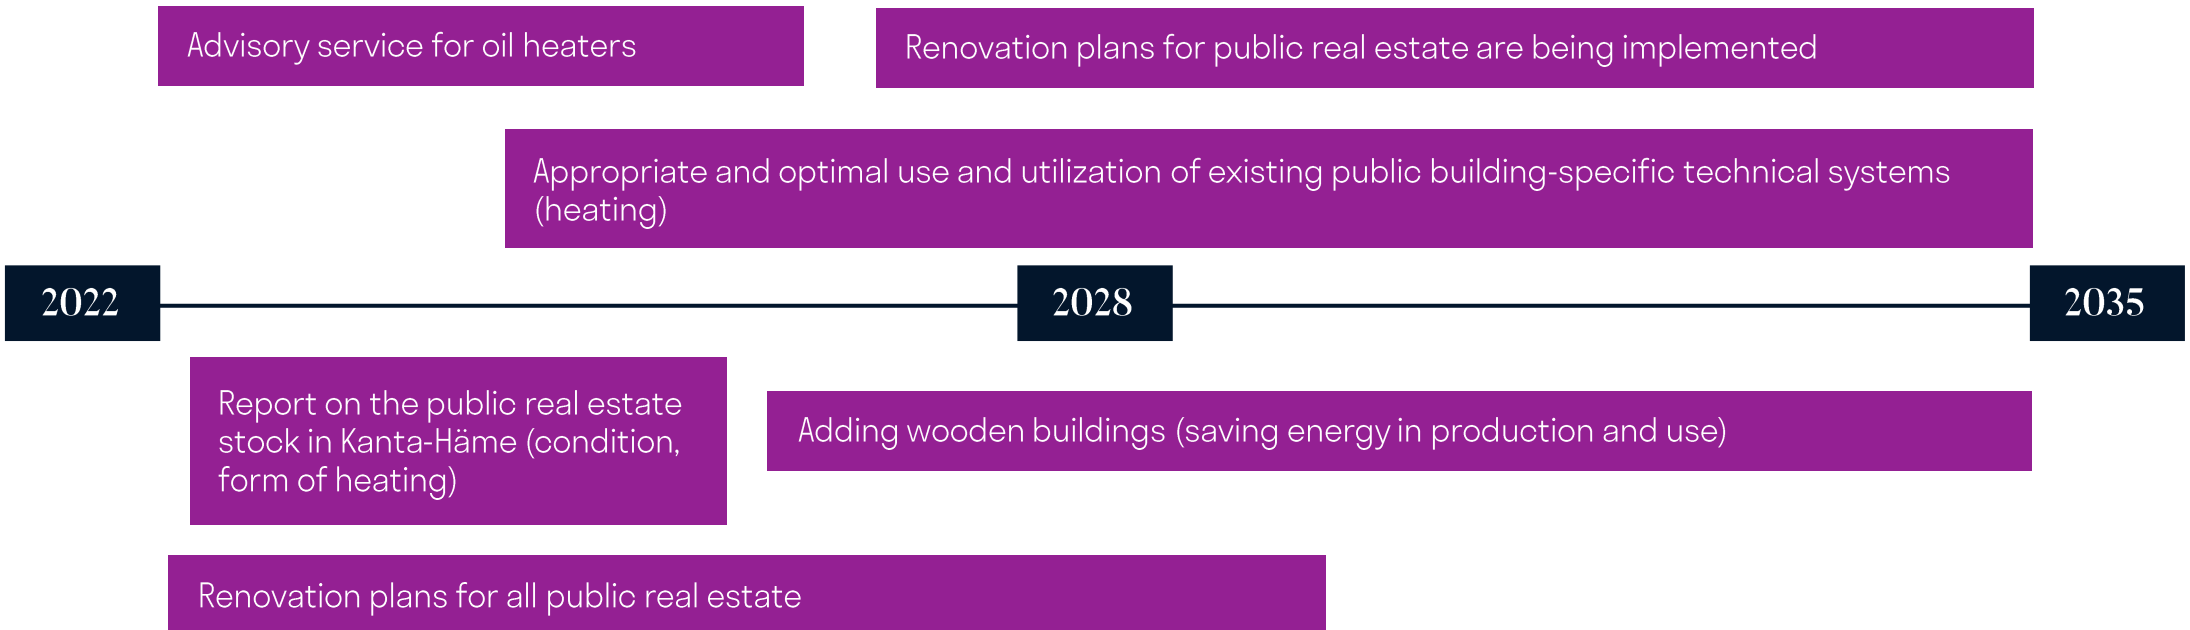 Advisory service for oil heaters
Renovation plans for public real estate are being implemented
Appropriate and optimal use and utilization of existing public building-specific technical systems
(heating)
2022
2028
2035
Report on the public real estate
stock in Kanta-Häme (condition,
form of heating)
Adding wooden buildings (saving energy in production and use)
Renovation plans for all public real estate